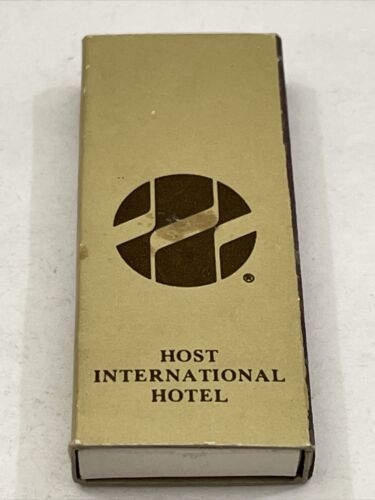 ®
HOST
INTERNATIONAL
HOTEL